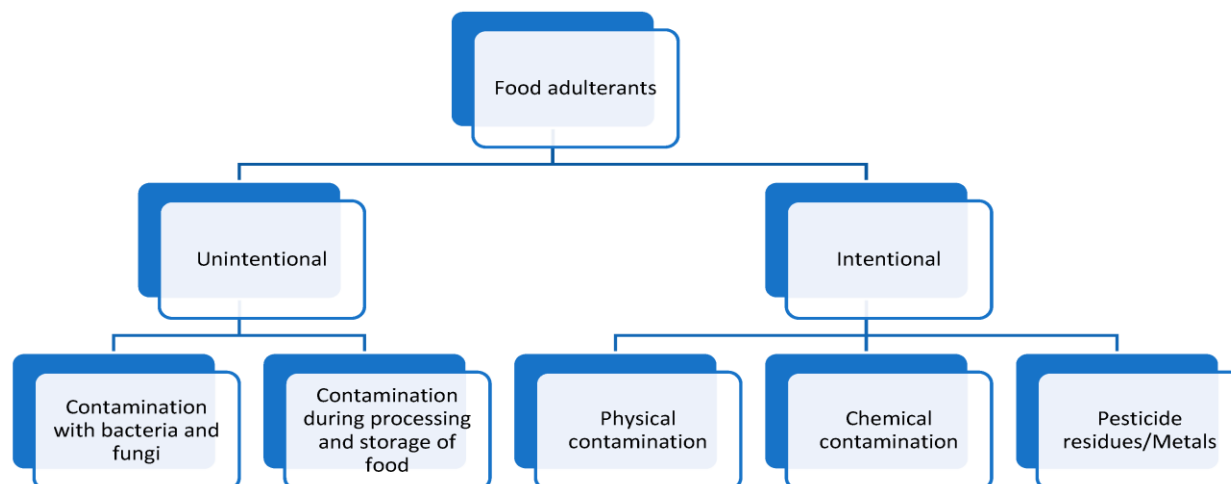 Food adulterants
Unintentional
Intentional
Contamination
with bacteria and
fungi
Contamination
during processing
and storage of
food
Physical
contamination
Chemical
contamination
Pesticide
residues/Metals